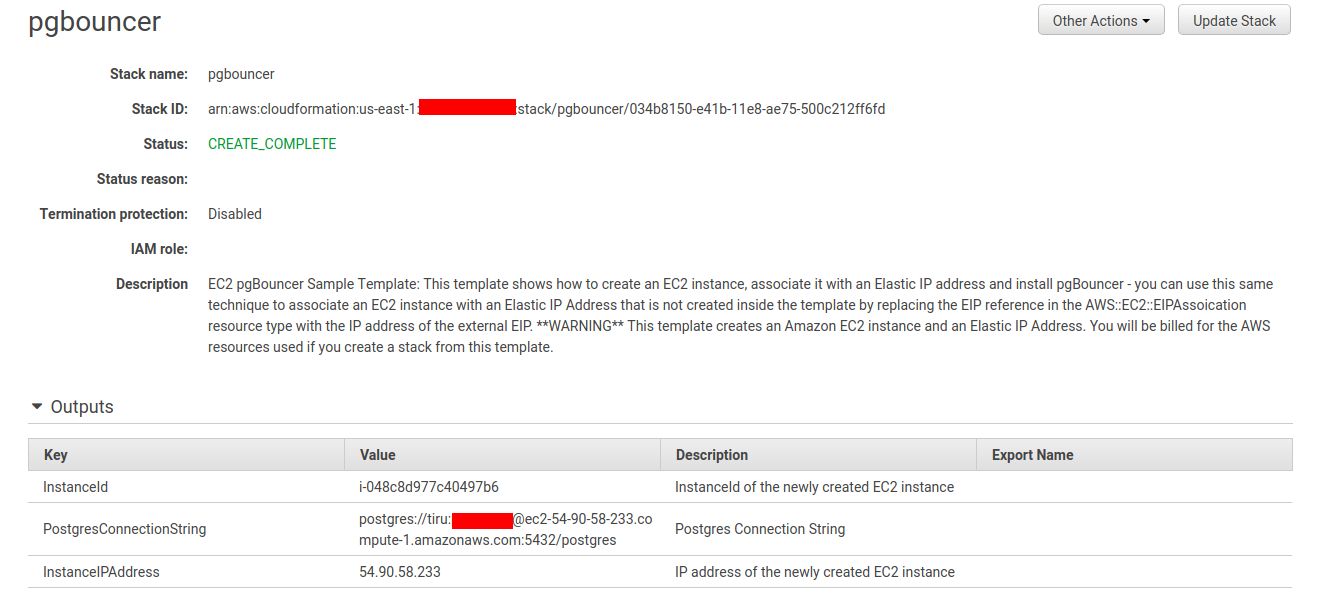 pgbouncer
Other Actions
Update Stack
Stack name: pgbouncer
Stack ID: arn:aws:cloudformation:us-east-1: :stack/pgbouncer/034b8150-e41b-11e8-ae75-500c212ff6fd
Status: CREATE_COMPLETE
Status reason:
Termination protection: Disabled
IAM role:
Description EC2 pgBouncer Sample Template: This template shows how to create an EC2 instance, associate it with an Elastic IP address and install pgBouncer - you can use this same
technique to associate an EC2 instance with an Elastic IP Address that is not created inside the template by replacing the EIP reference in the AWS::EC2::EIPAssoication
resource type with the IP address of the external EIP. **WARNING** This template creates an Amazon EC2 instance and an Elastic IP Address. You will be billed for the AWS
resources used if you create a stack from this template.
Outputs
Key Value Description Export Name
InstanceId i-048c8d977c40497b6 InstanceId of the newly created EC2 instance
PostgresConnectionString postgres://tiru: @ec2-54-90-58-233.co
mpute-1.amazonaws.com:5432/postgres Postgres Connection String
InstanceIPAddress 54.90.58.233 IP address of the newly created EC2 instance